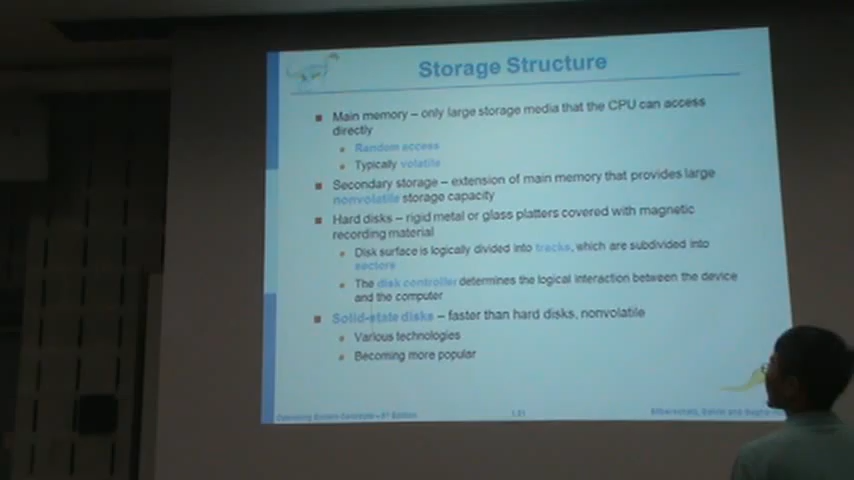 Storage Structure
Main memory – only large storage media that the CPU can access
directly
Random access
Typically volatile
Secondary storage – extension of main memory that provides large
nonvolatile storage capacity
Hard disks – rigid metal or glass platters covered with magnetic
recording material
Disk surface is logically divided into tracks, which are subdivided into
sectors
The disk controller determines the logical interaction between the device
and the computer
Solid-state disks – faster than hard disks, nonvolatile
Various technologies
Becoming more popular
Operating System Concepts – Edition
Silberschatz, Galvin and